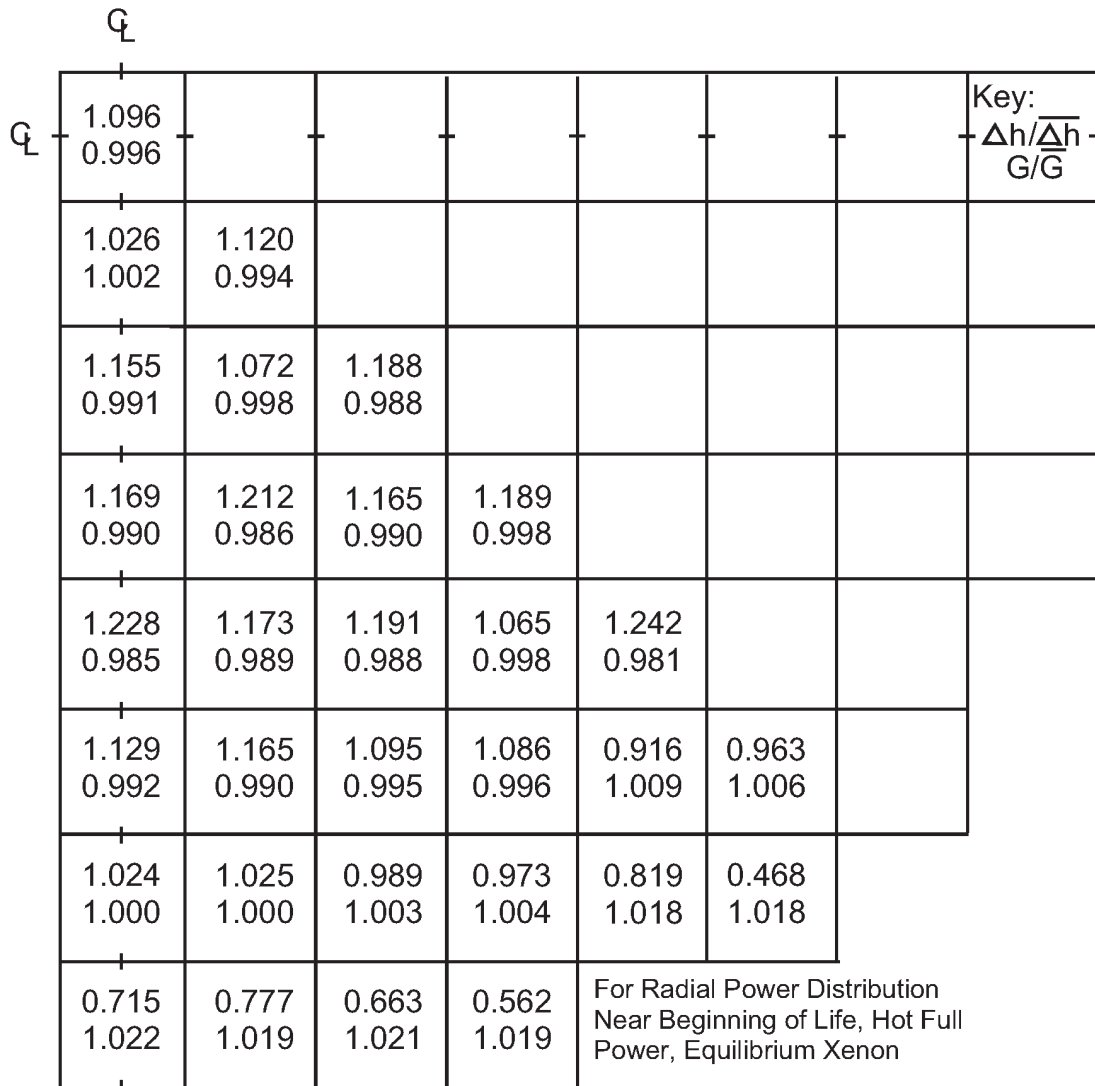 ℄
℄
1.096
0.996
Key:
Δh/Δh̅
G/G̅
1.026 1.120
1.002 0.994
1.155 1.072 1.188
0.991 0.998 0.988
1.169 1.212 1.165 1.189
0.990 0.986 0.990 0.998
1.228 1.173 1.191 1.065 1.242
0.985 0.989 0.988 0.998 0.981
1.129 1.165 1.095 1.086 0.916 0.963
0.992 0.990 0.995 0.996 1.009 1.006
1.024 1.025 0.989 0.973 0.819 0.468
1.000 1.000 1.003 1.004 1.018 1.018
0.715 0.777 0.663 0.562
1.022 1.019 1.021 1.019
For Radial Power Distribution
Near Beginning of Life, Hot Full
Power, Equilibrium Xenon